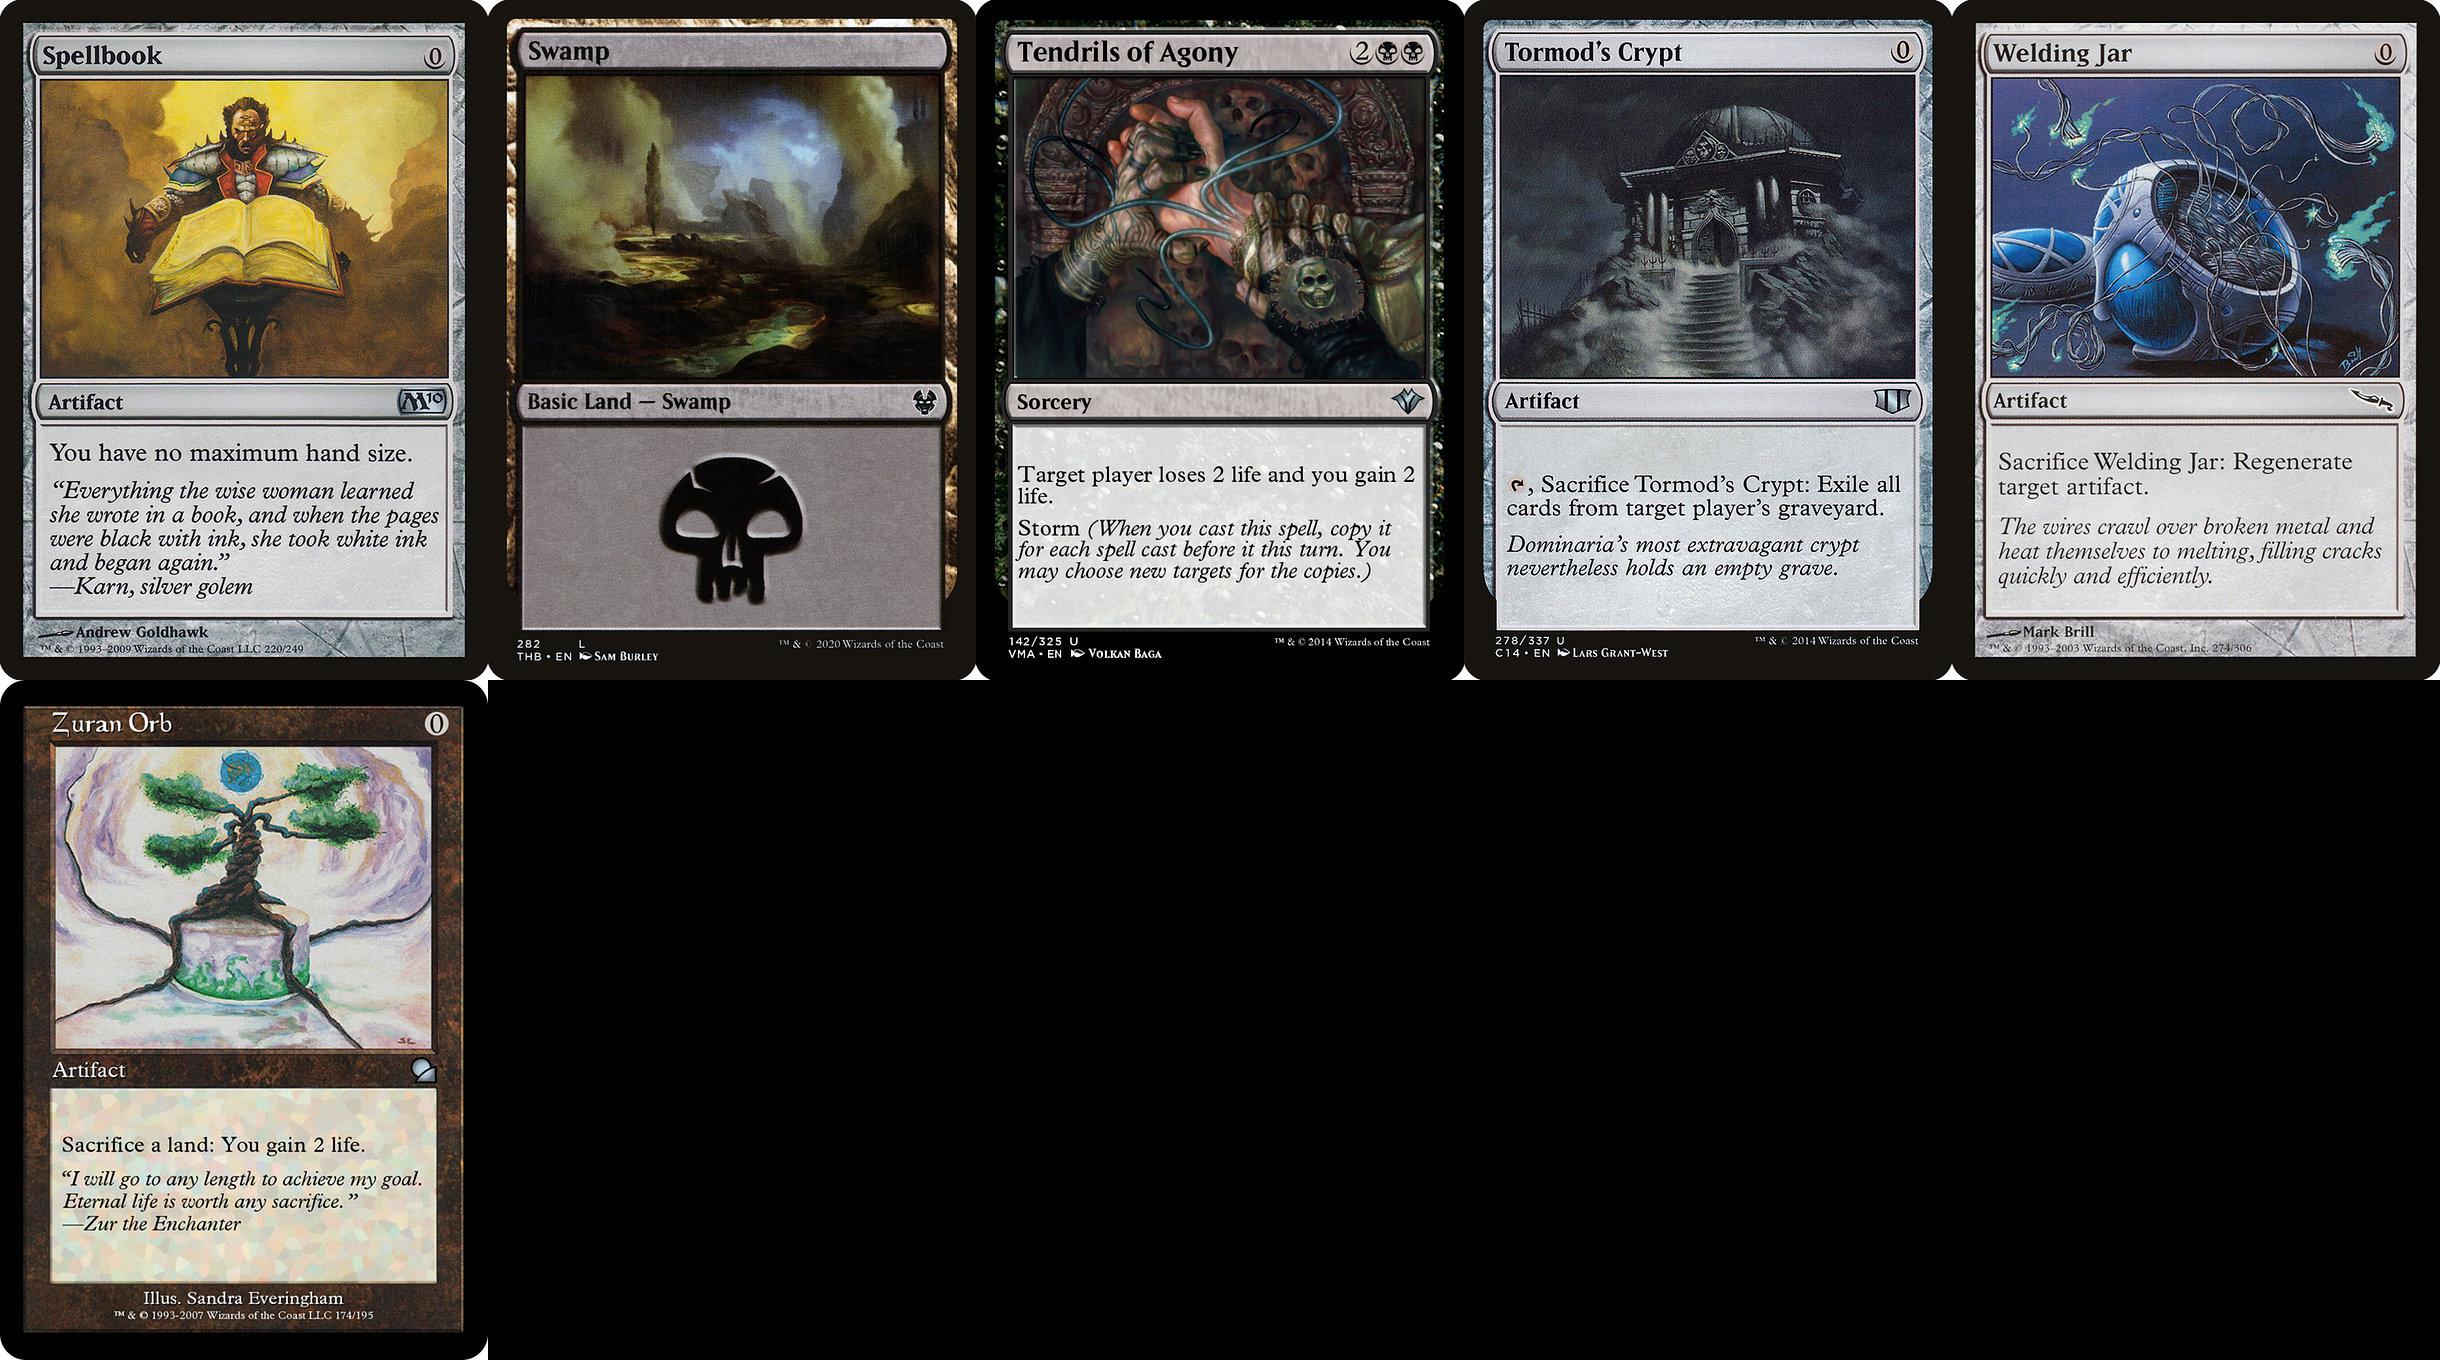 Spellbook 0
Artifact M10
You have no maximum hand size.
“Everything the wise woman learned
she wrote in a book, and when the pages
were black with ink, she took white ink
and began again.”
—Karn, silver golem
Andrew Goldhawk
™ & © 1993–2009 Wizards of the Coast LLC 220/249
Swamp
Basic Land — Swamp
282 L
THB • EN SAM BURLEY
™ & © 2020 Wizards of the Coast
Tendrils of Agony 2
Sorcery
Target player loses 2 life and you gain 2
life.
Storm (When you cast this spell, copy it
for each spell cast before it this turn. You
may choose new targets for the copies.)
142/325 U
VMA • EN VOLKAN BAGA
™ & © 2014 Wizards of the Coast
Tormod’s Crypt 0
Artifact
, Sacrifice Tormod’s Crypt: Exile all
cards from target player’s graveyard.
Dominaria’s most extravagant crypt
nevertheless holds an empty grave.
278/337 U
C14 • EN LARS GRANT-WEST
™ & © 2014 Wizards of the Coast
Welding Jar 0
Brill
Artifact
Sacrifice Welding Jar: Regenerate
target artifact.
The wires crawl over broken metal and
heat themselves to melting, filling cracks
quickly and efficiently.
Mark Brill
™ & © 1993–2003 Wizards of the Coast, Inc. 274/306
Zuran Orb 0
SE
Artifact
Sacrifice a land: You gain 2 life.
“I will go to any length to achieve my goal.
Eternal life is worth any sacrifice.”
—Zur the Enchanter
Illus. Sandra Everingham
™ & © 1993-2007 Wizards of the Coast LLC 174/195